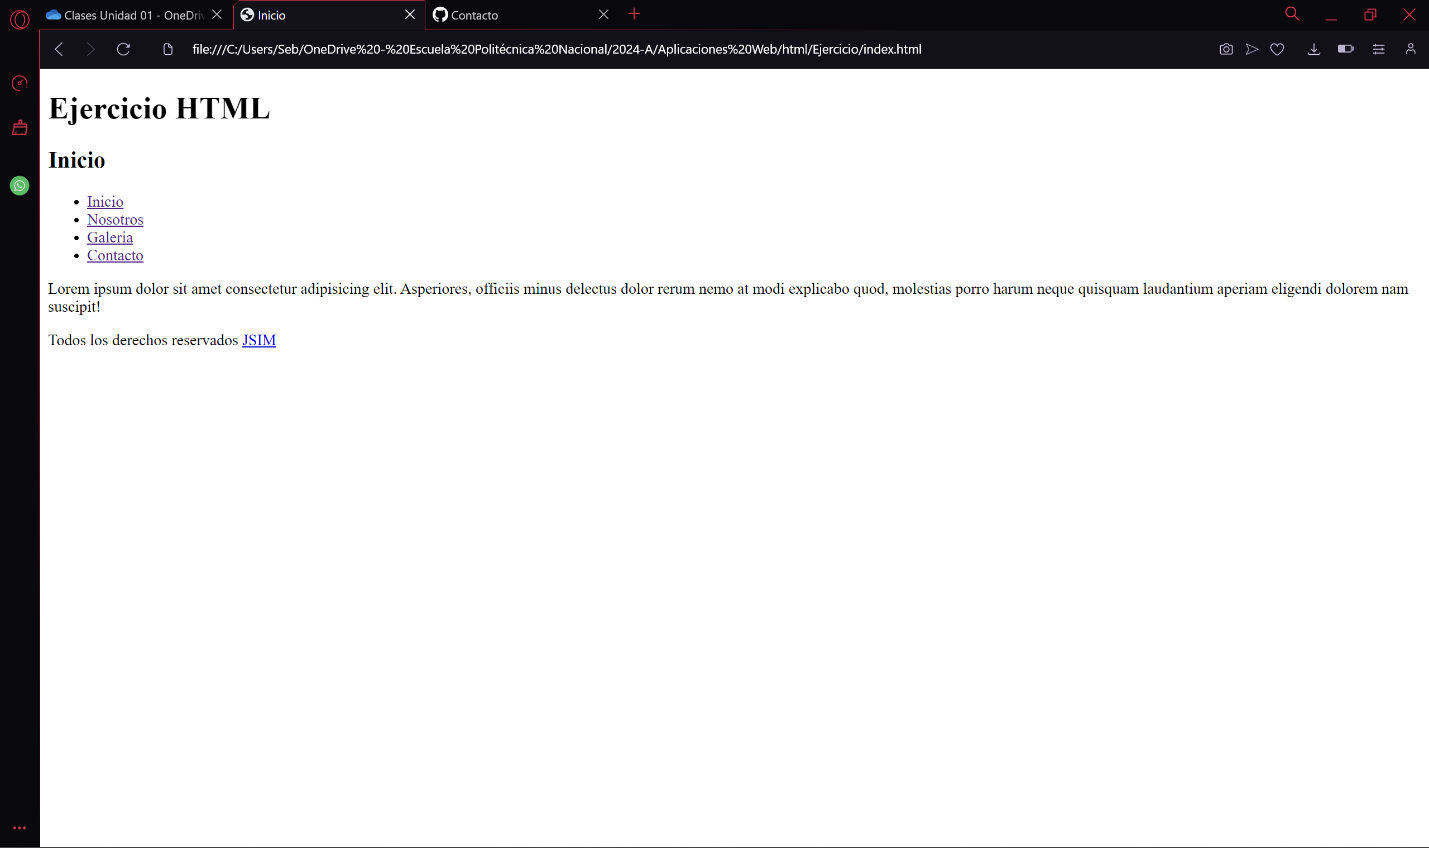 Clases Unidad 01 - OneDriv
Inicio
Contacto
file:///C:/Users/Seb/OneDrive%20-%20Escuela%20Politécnica%20Nacional/2024-A/Aplicaciones%20Web/html/Ejercicio/index.html
Ejercicio HTML
Inicio
Inicio
Nosotros
Galeria
Contacto
Lorem ipsum dolor sit amet consectetur adipisicing elit. Asperiores, officiis minus delectus dolor rerum nemo at modi explicabo quod, molestias porro harum neque quisquam laudantium aperiam eligendi dolorem nam
suscipit!
Todos los derechos reservados JSIM